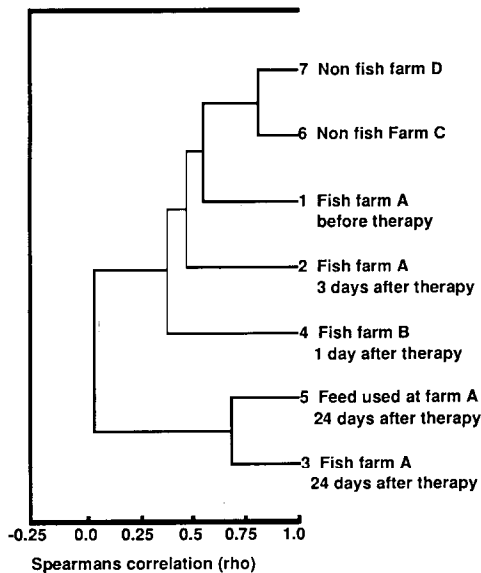 7 Non fish farm D
6 Non fish Farm C
1 Fish farm A
before therapy
2 Fish farm A
3 days after therapy
4 Fish farm B
1 day after therapy
5 Feed used at farm A
24 days after therapy
3 Fish farm A
24 days after therapy
-0.25 0.0 0.25 0.5 0.75 1.0
Spearmans correlation (rho)